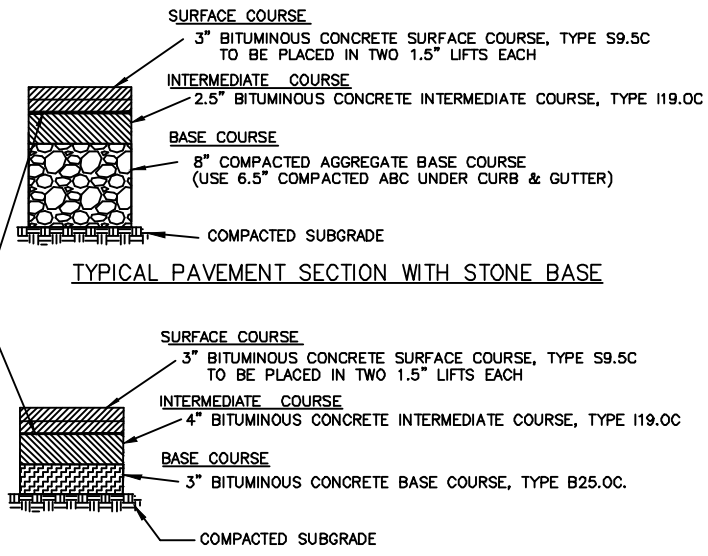 SURFACE COURSE
3" BITUMINOUS CONCRETE SURFACE COURSE, TYPE S9.5C
TO BE PLACED IN TWO 1.5" LIFTS EACH
INTERMEDIATE COURSE
2.5" BITUMINOUS CONCRETE INTERMEDIATE COURSE, TYPE I19.0C
BASE COURSE
8" COMPACTED AGGREGATE BASE COURSE
(USE 6.5" COMPACTED ABC UNDER CURB & GUTTER)
COMPACTED SUBGRADE
TYPICAL PAVEMENT SECTION WITH STONE BASE
SURFACE COURSE
3" BITUMINOUS CONCRETE SURFACE COURSE, TYPE S9.5C
TO BE PLACED IN TWO 1.5" LIFTS EACH
INTERMEDIATE COURSE
4" BITUMINOUS CONCRETE INTERMEDIATE COURSE, TYPE I19.0C
BASE COURSE
3" BITUMINOUS CONCRETE BASE COURSE, TYPE B25.0C.
COMPACTED SUBGRADE